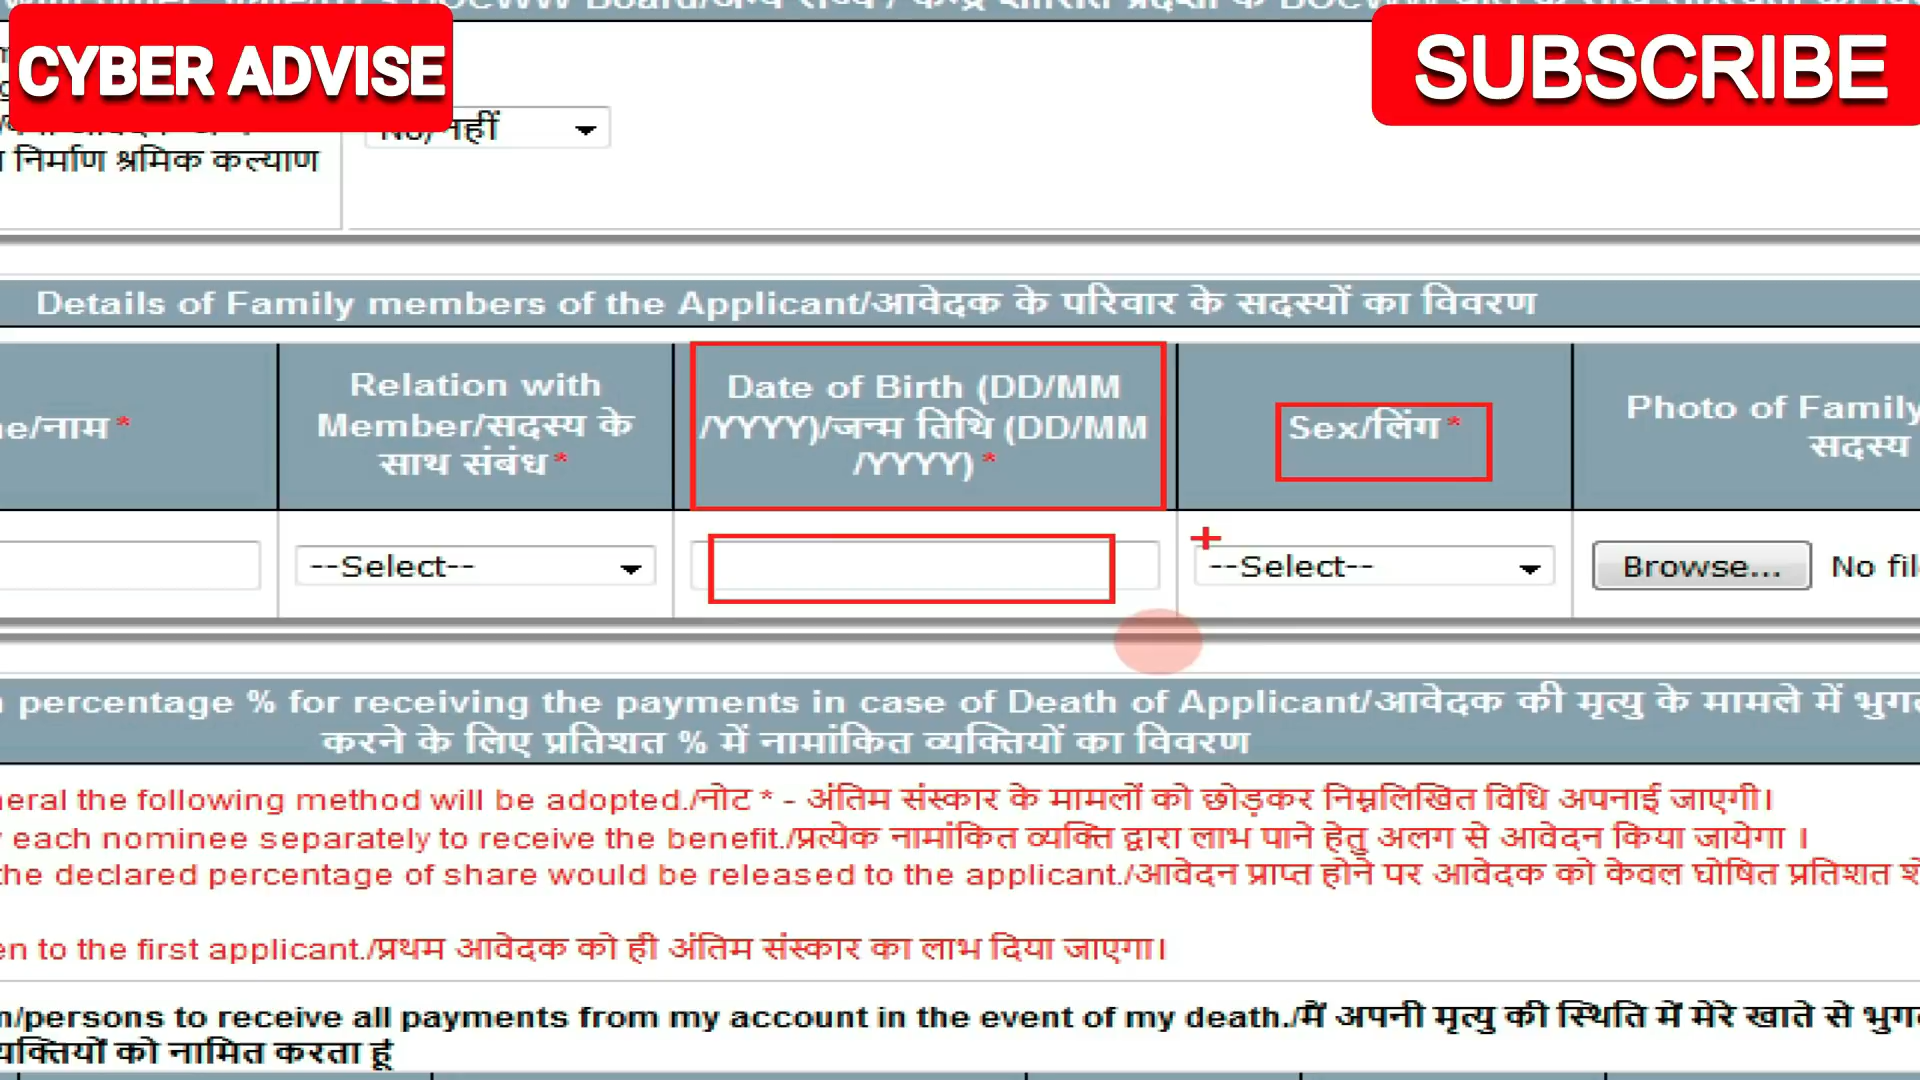 CYBER ADVISE
SUBSCRIBE
नहीं
निर्माण श्रमिक कल्याण
Details of Family members of the Applicant/आवेदक के परिवार के सदस्यों का विवरण
/नाम *
Relation with
Member/सदस्य के
साथ संबंध *
Date of Birth (DD/MM
/YYYY)/जन्म तिथि (DD/MM
/YYYY) *
Sex/लिंग *
Photo of Family
सदस्य
--Select--
--Select--
Browse...
No
percentage % for receiving the payments in case of Death of Applicant/आवेदक की मृत्यु के मामले में
करने के लिए प्रतिशत % में नामांकित व्यक्तियों का विवरण
the following method will be adopted./नोट * - अंतिम संस्कार के मामलों को छोड़कर निम्नलिखित विधि अपनाई जाएगी।
each nominee separately to receive the benefit./प्रत्येक नामांकित व्यक्ति द्वारा लाभ पाने हेतु अलग से आवेदन किया जायेगा ।
the declared percentage of share would be released to the applicant./आवेदन प्राप्त होने पर आवेदक को केवल घोषित प्रतिशत
to the first applicant./प्रथम आवेदक को ही अंतिम संस्कार का लाभ दिया जाएगा।
/persons to receive all payments from my account in the event of my death./मैं अपनी मृत्यु की स्थिति में मेरे खाते से
को नामित करता हूं